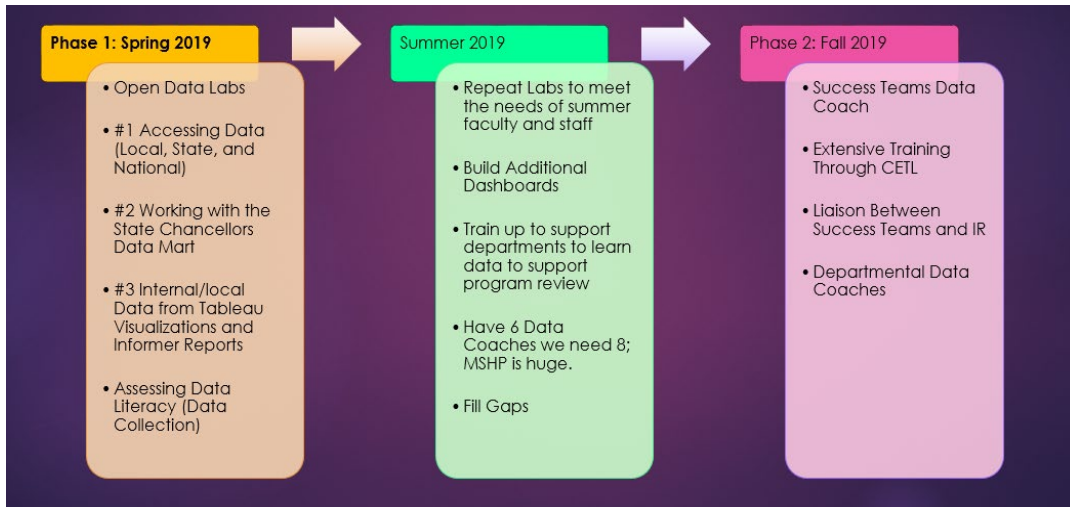 Phase 1: Spring 2019
• Open Data Labs
• #1 Accessing Data
(Local, State, and
National)
• #2 Working with the
State Chancellors
Data Mart
• #3 Internal/local
Data from Tableau
Visualizations and
Informer Reports
• Assessing Data
Literacy (Data
Collection)
Summer 2019
• Repeat Labs to meet
the needs of summer
faculty and staff
• Build Additional
Dashboards
• Train up to support
departments to learn
data to support
program review
• Have 6 Data
Coaches we need 8;
MSHP is huge.
• Fill Gaps
Phase 2: Fall 2019
• Success Teams Data
Coach
• Extensive Training
Through CETL
• Liaison Between
Success Teams and IR
• Departmental Data
Coaches